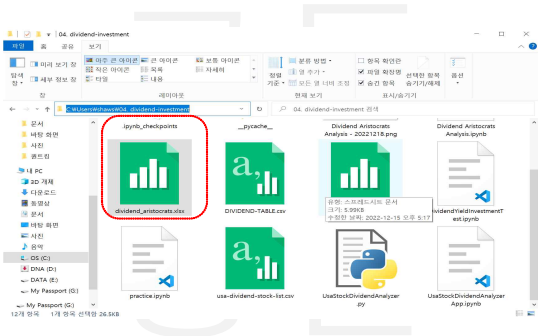 04. dividend-investment
파일 홈 공유 보기
탐색 창
미리 보기 창
세부 정보 창
아주 큰 아이콘 큰 아이콘 보통 아이콘
작은 아이콘 목록 자세히
타일 내용
정렬 기준
분류 방법
열 추가
모든 열 너비 조정
항목 확인란
파일 확장명
숨긴 항목
선택한 항목 숨기기/해제
옵션
창 레이아웃 현재 보기 표시/숨기기
C:\Users\shaws\04. dividend-investment
04. dividend-investment 검색
문서
바탕 화면
사진
퀀드킹
내 PC
3D 개체
다운로드
동영상
문서
바탕 화면
사진
음악
OS (C:)
DNA (D:)
DATA (E:)
My Passport (G:)
My Passport (G:)
.ipynb_checkpoints
__pycache__
Dividend Aristocrats
Analysis - 20221218.png
Dividend Aristocrats
Analysis.ipynb
dividend_aristocrats.xlsx
DIVIDEND-TABLE.csv
유형: 스프레드시트 문서
크기: 5.99KB
수정한 날짜: 2022-12-15 오후 5:17
DividendYieldInvestmentT
est.ipynb
practice.ipynb
usa-dividend-stock-list.csv
UsaStockDividendAnalyzer
.py
UsaStockDividendAnalyzer
App.ipynb
12개 항목 1개 항목 선택함 26.5KB